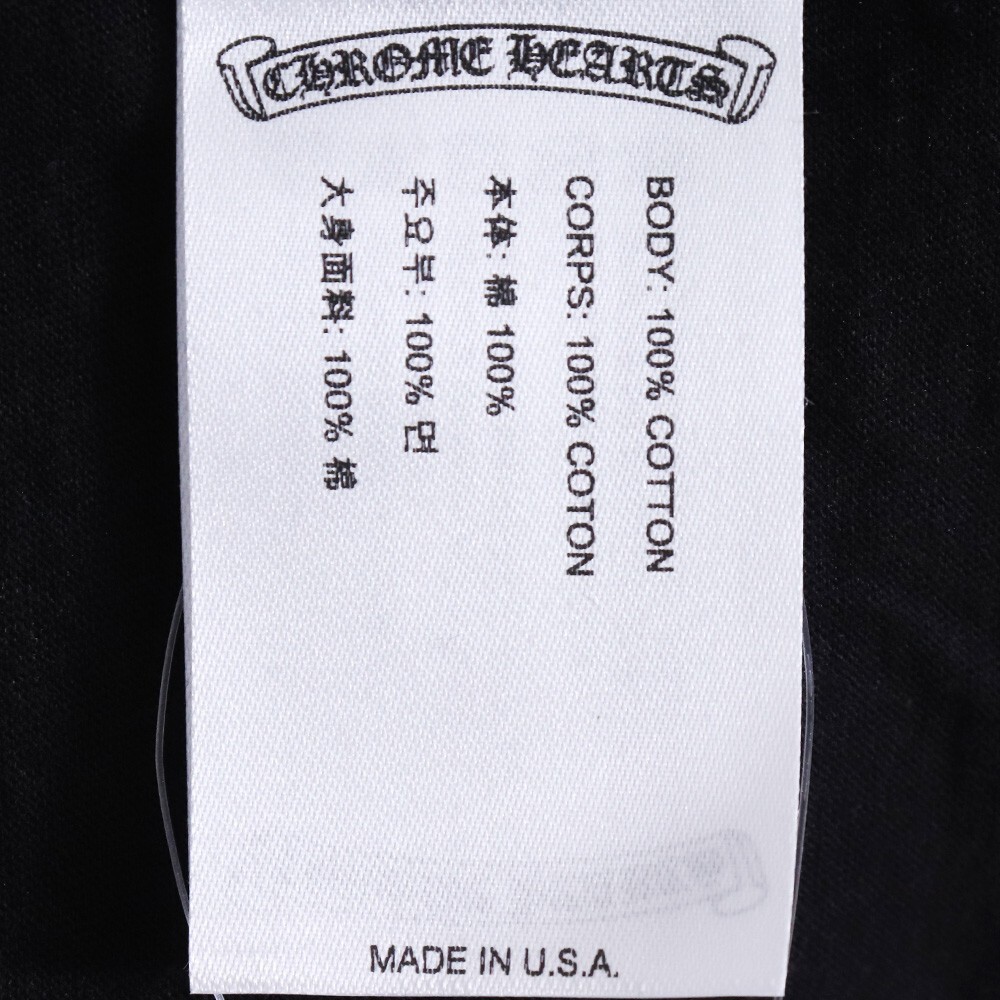 CHROME HEARTS
BODY: 100% COTTON
CORPS: 100% COTON
本体: 棉 100%
주요부: 100% 면
大身面料: 100% 棉
MADE IN U.S.A.